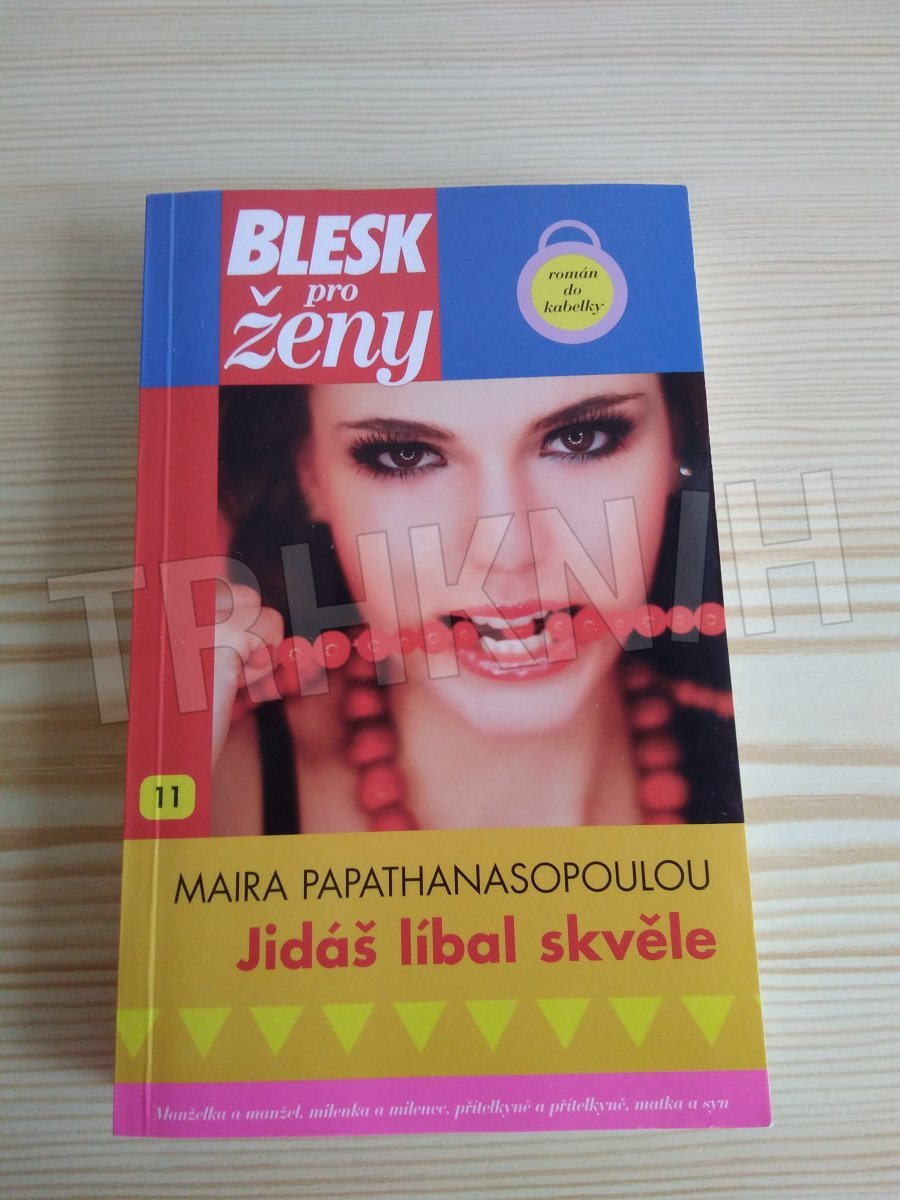 BLESK
pro
ženy
román
do
kabelky
TRHKNIH
11
MAIRA PAPATHANASOPOULOU
Jidáš líbal skvěle
Manželka a manžel, milenka a milenec, přítelkyně a přítelkyně, matka a syn